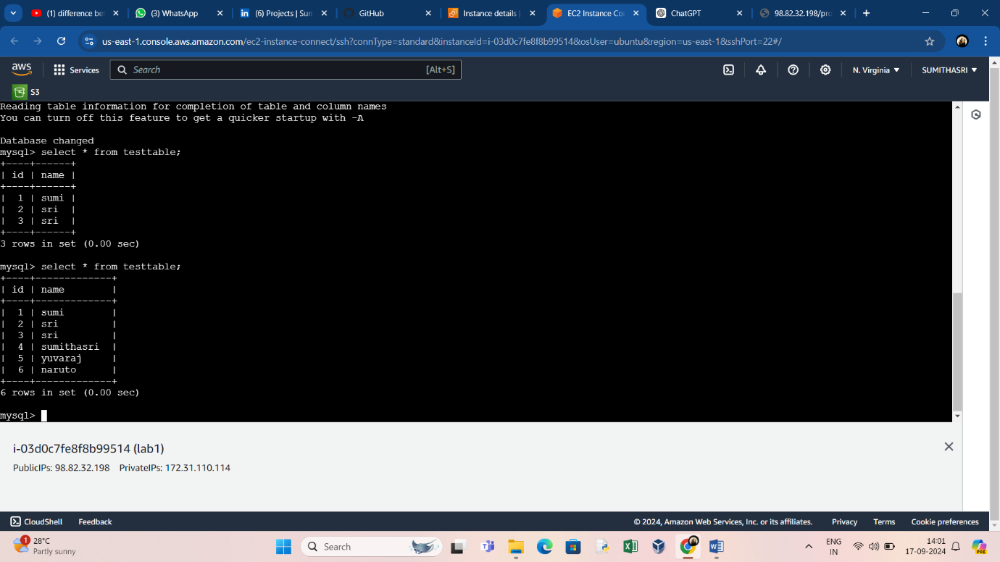 (1) difference be
(3) WhatsApp
in (6) Projects | Sun
GitHub
Instance details |
EC2 Instance Co
ChatGPT
98.82.32.198/pro
us-east-1.console.aws.amazon.com/ec2-instance-connect/ssh?connType=standard&instanceId=i-03d0c7fe8f8b99514&osUser=ubuntu&region=us-east-1&sshPort=22#/
aws
Services
Search
[Alt+S]
N. Virginia
SUMITHASRI
S3
Reading table information for completion of table and column names
You can turn off this feature to get a quicker startup with -A
Database changed
mysql> select * from testtable;
+----+------+
| id | name |
+----+------+
| 1 | sumi |
| 2 | sri |
| 3 | sri |
+----+------+
3 rows in set (0.00 sec)
mysql> select * from testtable;
+----+-------------+
| id | name |
+----+-------------+
| 1 | sumi |
| 2 | sri |
| 3 | sri |
| 4 | sumithasri |
| 5 | yuvaraj |
| 6 | naruto |
+----+-------------+
6 rows in set (0.00 sec)
mysql>
i-03d0c7fe8f8b99514 (lab1)
PublicIPs: 98.82.32.198 PrivateIPs: 172.31.110.114
CloudShell
Feedback
© 2024, Amazon Web Services, Inc. or its affiliates.
Privacy
Terms
Cookie preferences
1
28°C
Partly sunny
Search
ENG
IN
14:01
17-09-2024
PRE